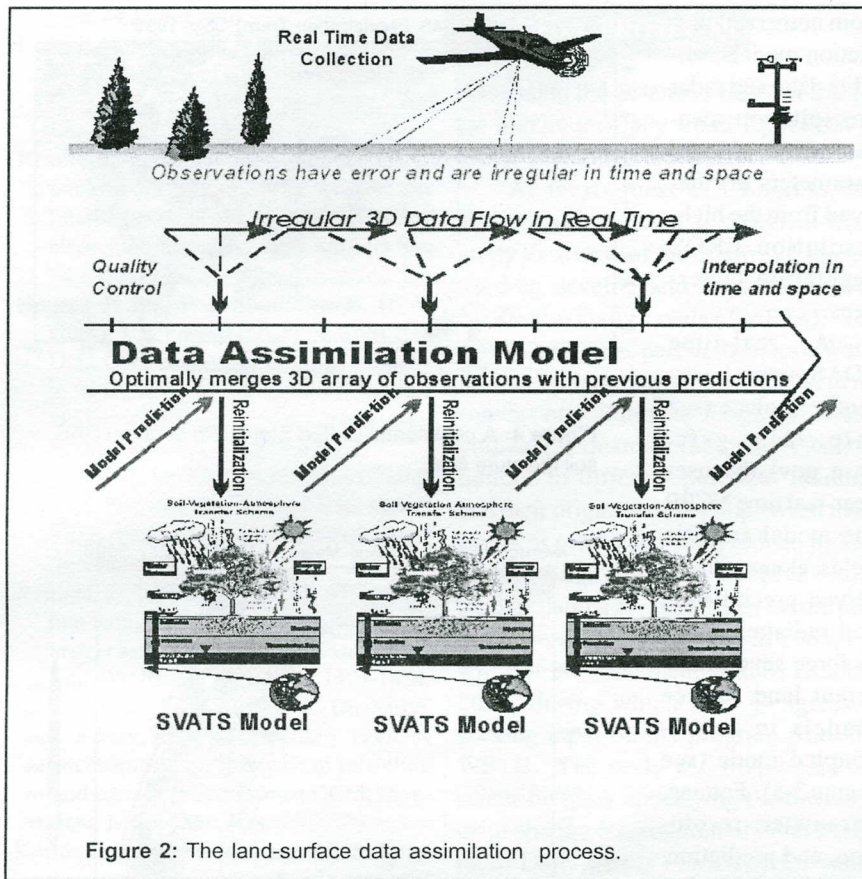 Real Time Data
Collection
Observations have error and are irregular in time and space
Irregular 3D Data Flow in Real Time
Quality
Control
Interpolation in
time and space
Data Assimilation Model
Optimally merges 3D array of observations with previous predictions
Model Prediction
Reinitialization
Model Prediction
Reinitialization
Model Prediction
Reinitialization
Model Prediction
Soil-Vegetation-Atmosphere
Transfer Scheme
Soil-Vegetation-Atmosphere
Transfer Scheme
Soil-Vegetation-Atmosphere
Transfer Scheme
SVATS Model
SVATS Model
SVATS Model
Figure 2: The land-surface data assimilation process.